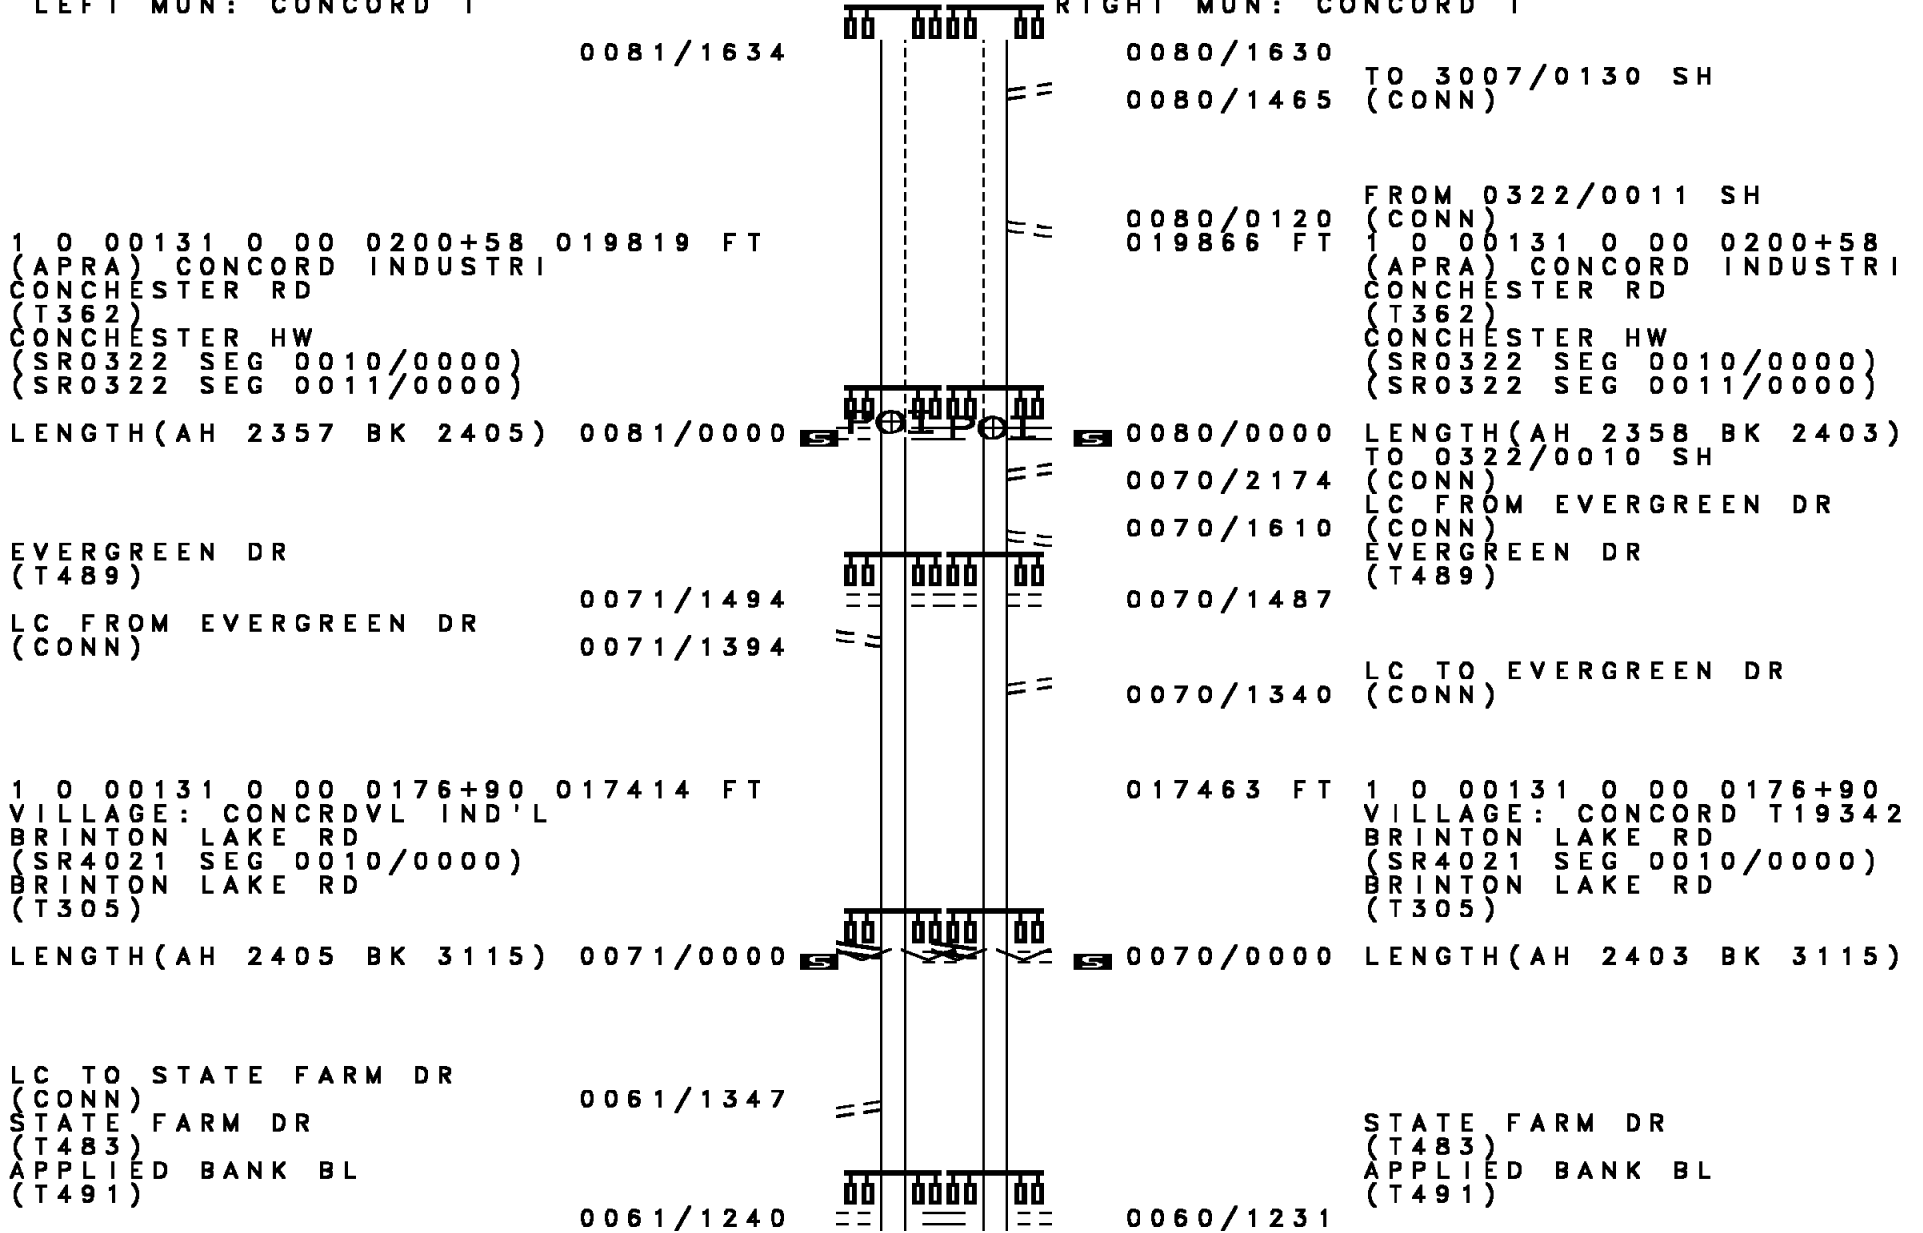 LEFT MUN: CONCORD T RIGHT MUN: CONCORD T
0081/1634 0080/1630
TO 3007/0130 SH
0080/1465 (CONN)
FROM 0322/0011 SH
0080/0120 (CONN)
1 0 00131 0 00 0200+58 019819 FT 019866 FT 1 0 00131 0 00 0200+58
(APRA) CONCORD INDUSTRI (APRA) CONCORD INDUSTRI
CONCHESTER RD CONCHESTER RD
(T362) (T362)
CONCHESTER HW CONCHESTER HW
(SR0322 SEG 0010/0000) (SR0322 SEG 0010/0000)
(SR0322 SEG 0011/0000) (SR0322 SEG 0011/0000)
POT POT
LENGTH(AH 2357 BK 2405) 0081/0000 S S 0080/0000 LENGTH(AH 2358 BK 2403)
TO 0322/0010 SH
0070/2174 (CONN)
LC FROM EVERGREEN DR
0070/1610 (CONN)
EVERGREEN DR EVERGREEN DR
(T489) (T489)
0071/1494 0070/1487
LC FROM EVERGREEN DR
(CONN) 0071/1394
LC TO EVERGREEN DR
0070/1340 (CONN)
1 0 00131 0 00 0176+90 017414 FT 017463 FT 1 0 00131 0 00 0176+90
VILLAGE: CONCRDVL IND'L VILLAGE: CONCORD T19342
BRINTON LAKE RD BRINTON LAKE RD
(SR4021 SEG 0010/0000) (SR4021 SEG 0010/0000)
BRINTON LAKE RD BRINTON LAKE RD
(T305) (T305)
LENGTH(AH 2405 BK 3115) 0071/0000 S S 0070/0000 LENGTH(AH 2403 BK 3115)
LC TO STATE FARM DR
(CONN) 0061/1347
STATE FARM DR STATE FARM DR
(T483) (T483)
APPLIED BANK BL APPLIED BANK BL
(T491) (T491)
0061/1240 0060/1231